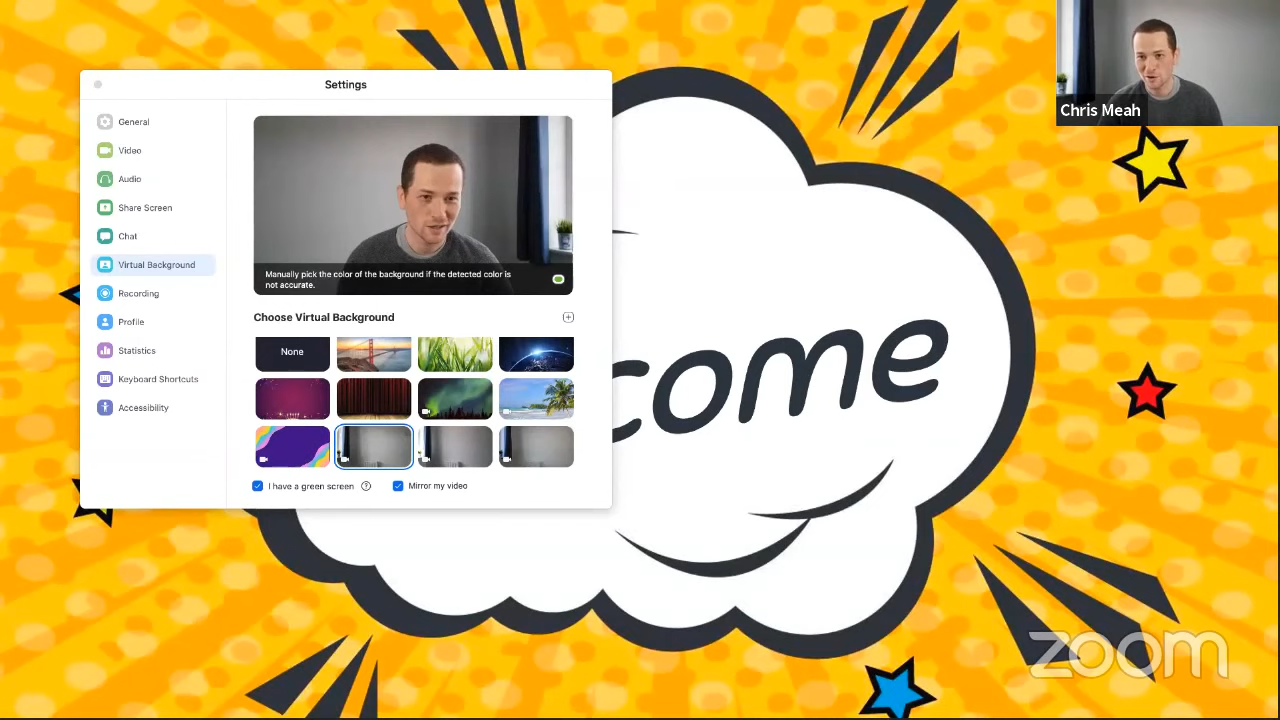 Settings
General
Video
Audio
Share Screen
Chat
Virtual Background
Recording
Profile
Statistics
Keyboard Shortcuts
Accessibility
Manually pick the color of the background if the detected color is
not accurate.
Choose Virtual Background
None
I have a green screen
Mirror my video
come
Chris Meah
zoom